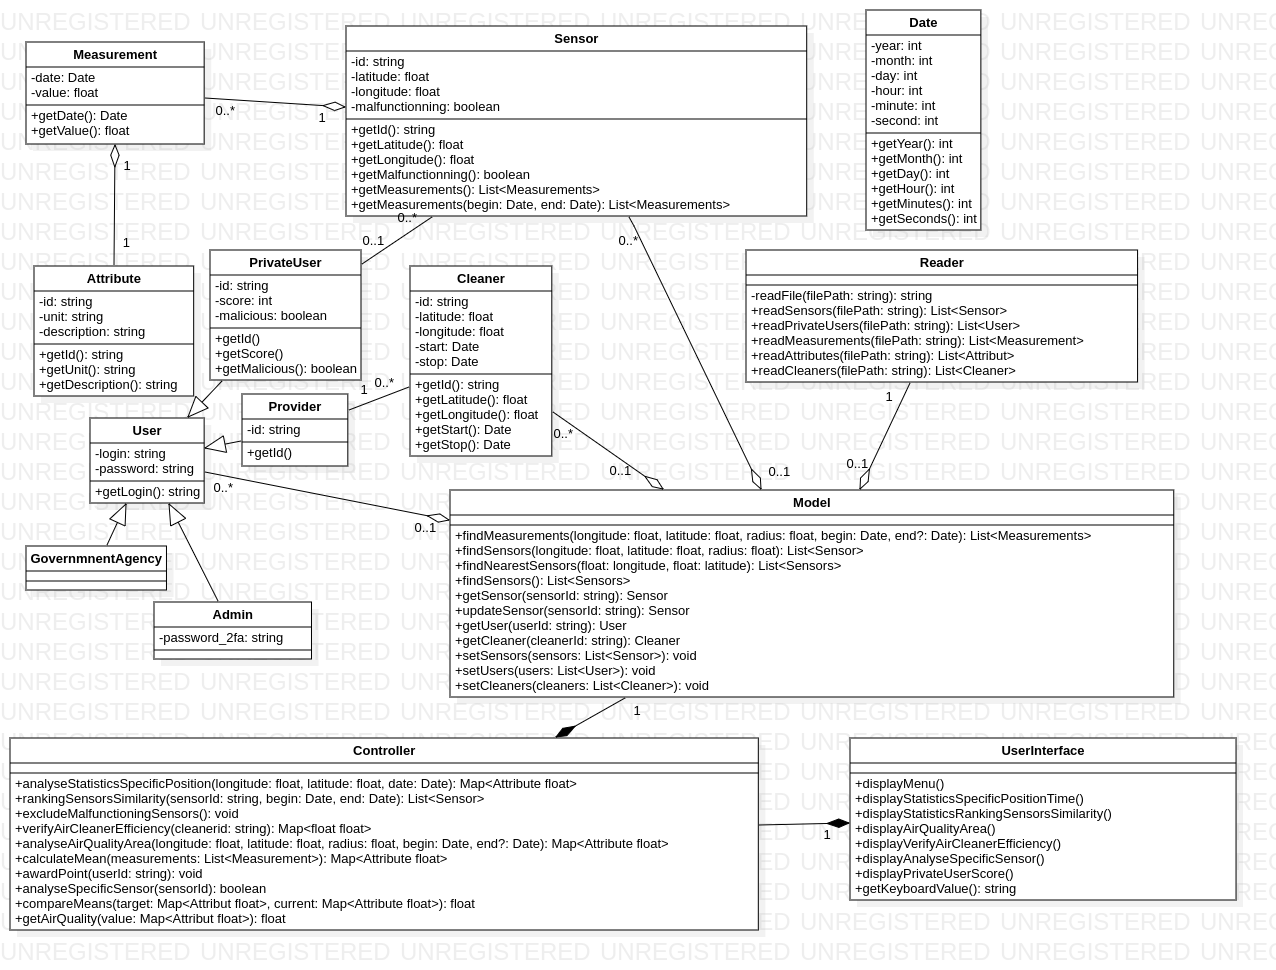 Measurement
-date: Date
-value: float
+getDate(): Date
+getValue(): float
0..*
1
Sensor
-id: string
-latitude: float
-longitude: float
-malfunctionning: boolean
+getId(): string
+getLatitude(): float
+getLongitude(): float
+getMalfunctionning(): boolean
+getMeasurements(): List<Measurements>
+getMeasurements(begin: Date, end: Date): List<Measurements>
Date
-year: int
-month: int
-day: int
-hour: int
-minute: int
-second: int
+getYear(): int
+getMonth(): int
+getDay(): int
+getHour(): int
+getMinutes(): int
+getSeconds(): int
1
1
0..*
0..1
0..*
Attribute
-id: string
-unit: string
-description: string
+getId(): string
+getUnit(): string
+getDescription(): string
PrivateUser
-id: string
-score: int
-malicious: boolean
+getId()
+getScore()
+getMalicious(): boolean
Cleaner
-id: string
-latitude: float
-longitude: float
-start: Date
-stop: Date
+getId(): string
+getLatitude(): float
+getLongitude(): float
+getStart(): Date
+getStop(): Date
Reader
-readFile(filePath: string): string
+readSensors(filePath: string): List<Sensor>
+readPrivateUsers(filePath: string): List<User>
+readMeasurements(filePath: string): List<Measurement>
+readAttributes(filePath: string): List<Attribut>
+readCleaners(filePath: string): List<Cleaner>
1
0..*
1
Provider
-id: string
+getId()
User
-login: string
-password: string
+getLogin(): string
0..*
0..1
0..*
0..1
0..1
0..1
GovernmnentAgency
Admin
-password_2fa: string
Model
+findMeasurements(longitude: float, latitude: float, radius: float, begin: Date, end?: Date): List<Measurements>
+findSensors(longitude: float, latitude: float, radius: float): List<Sensor>
+findNearestSensors(float: longitude, float: latitude): List<Sensors>
+findSensors(): List<Sensors>
+getSensor(sensorId: string): Sensor
+updateSensor(sensorId: string): Sensor
+getUser(userId: string): User
+getCleaner(cleanerId: string): Cleaner
+setSensors(sensors: List<Sensor>): void
+setUsers(users: List<User>): void
+setCleaners(cleaners: List<Cleaner>): void
1
Controller
+analyseStatisticsSpecificPosition(longitude: float, latitude: float, date: Date): Map<Attribute float>
+rankingSensorsSimilarity(sensorId: string, begin: Date, end: Date): List<Sensor>
+excludeMalfunctioningSensors(): void
+verifyAirCleanerEfficiency(cleanerid: string): Map<float float>
+analyseAirQualityArea(longitude: float, latitude: float, radius: float, begin: Date, end?: Date): Map<Attribute float>
+calculateMean(measurements: List<Measurement>): Map<Attribute float>
+awardPoint(userId: string): void
+analyseSpecificSensor(sensorId): boolean
+compareMeans(target: Map<Attribut float>, current: Map<Attribute float>): float
+getAirQuality(value: Map<Attribut float>): float
1
UserInterface
+displayMenu()
+displayStatisticsSpecificPositionTime()
+displayStatisticsRankingSensorsSimilarity()
+displayAirQualityArea()
+displayVerifyAirCleanerEfficiency()
+displayAnalyseSpecificSensor()
+displayPrivateUserScore()
+getKeyboardValue(): string
UNREGISTERED